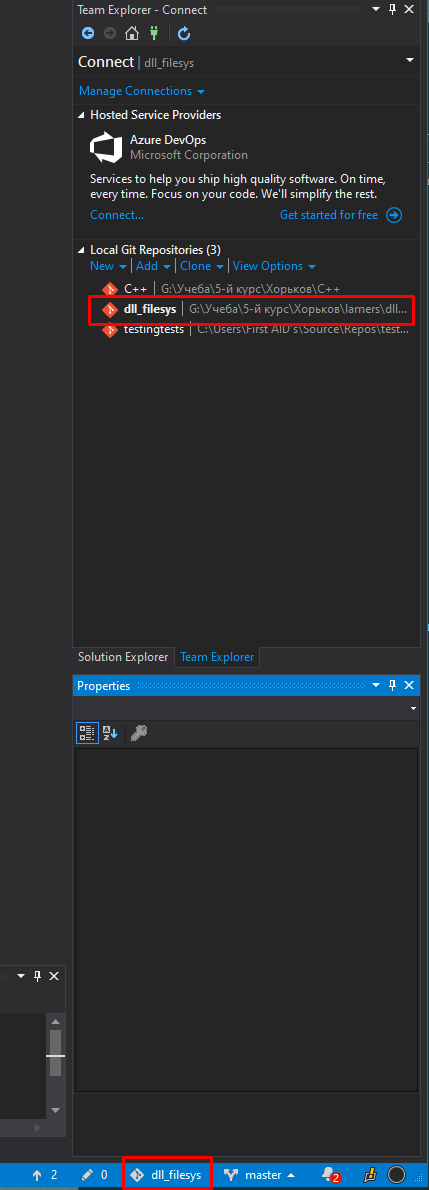 Team Explorer - Connect
Connect | dll_filesys
Manage Connections
Hosted Service Providers
Azure DevOps
Microsoft Corporation
Services to help you ship high quality software. On time,
every time. Focus on your code. We'll simplify the rest.
Connect... Get started for free
Local Git Repositories (3)
New | Add | Clone | View Options
C++ | G:\Учеба\5-й курс\Хорьков\C++
dll_filesys | G:\Учеба\5-й курс\Хорьков\lamers\dll...
testingtests | C:\Users\First AID's\Source\Repos\test...
Solution Explorer Team Explorer
Properties
2 0 dll_filesys master 2